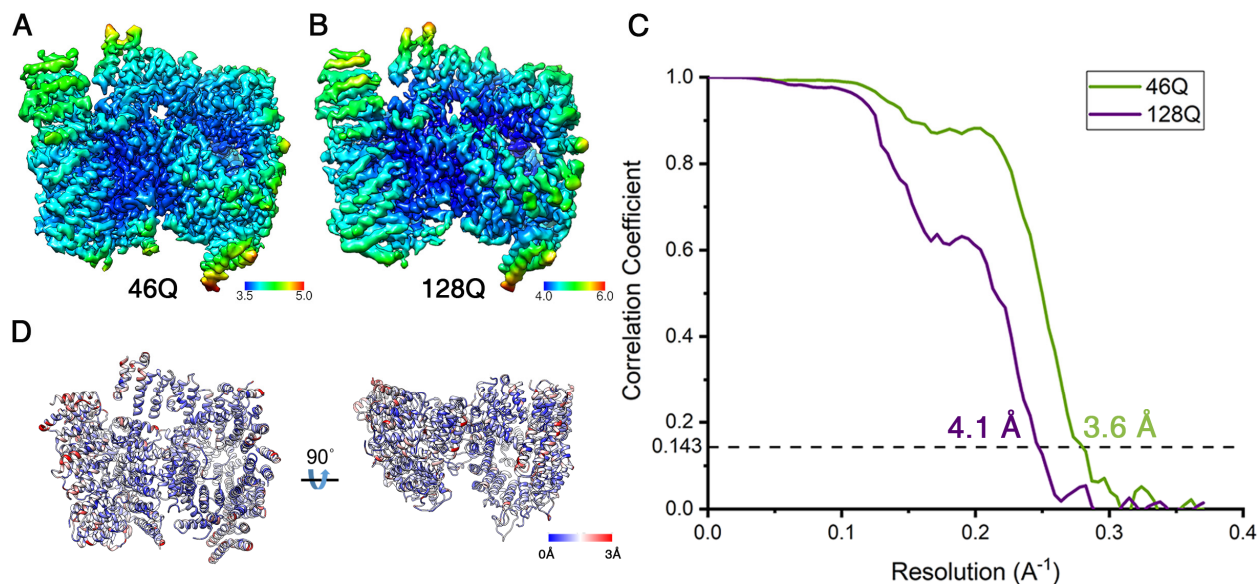 A
B
C
46Q
3.5
5.0
128Q
4.0
6.0
D
90°
0Å
3Å
46Q
128Q
Correlation Coefficient
1.0
0.8
0.6
0.4
0.2
0.143
0.0
4.1 Å
3.6 Å
0.0
0.1
0.2
0.3
0.4
Resolution (A⁻¹)